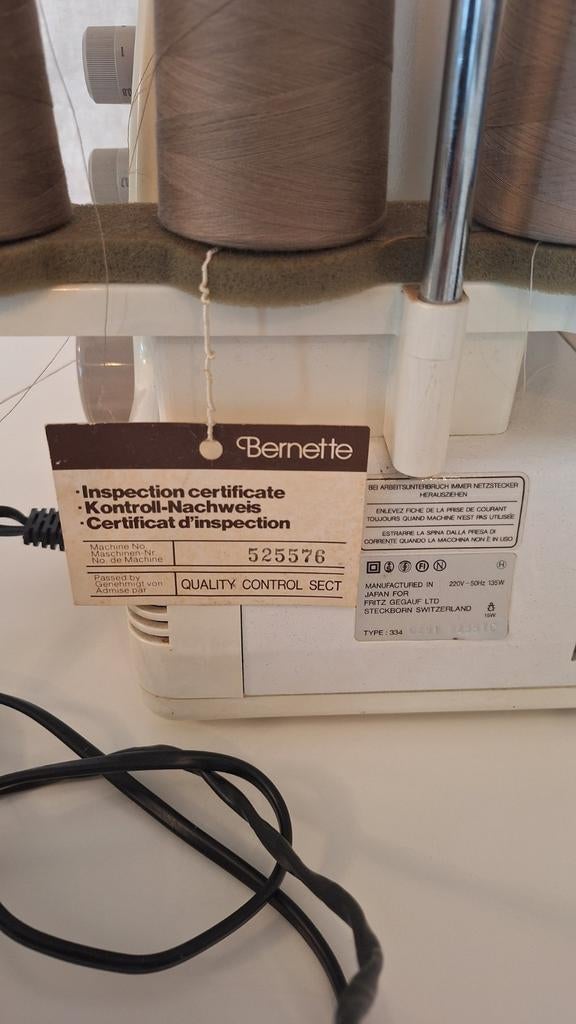 Bernette
·Inspection certificate
·Kontroll-Nachweis
·Certificat d'inspection
Machine No.
Maschinen-Nr.
No. de Machine
525576
Passed by
Genehmigt von
Admise par
QUALITY CONTROL SECT
BEI ARBEITSUNTERBRUCH IMMER NETZSTECKER
HERAUSZIEHEN
ENLEVEZ FICHE DE LA PRISE DE COURANT
TOUJOURS QUAND MACHINE N'EST PAS UTILISÉE
ESTRARRE LA SPINA DALLA PRESA DI
CORRENTE QUANDO LA MACCHINA NON È IN USO
MANUFACTURED IN 220V~50Hz 135W
JAPAN FOR
FRITZ GEGAUF LTD
STECKBORN SWITZERLAND
15W
TYPE: 334